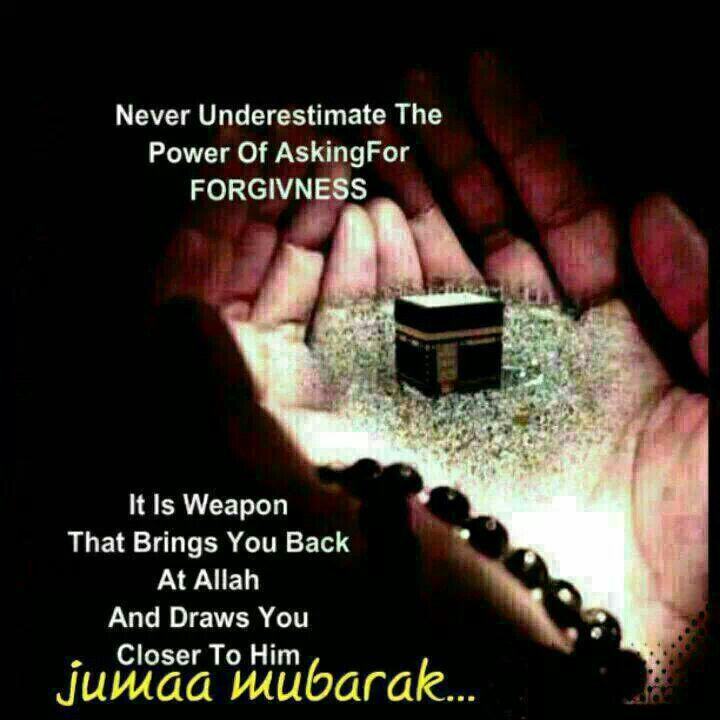 Never Underestimate The
Power Of AskingFor
FORGIVNESS
It Is Weapon
That Brings You Back
At Allah
And Draws You
Closer To Him
jumaa mubarak...